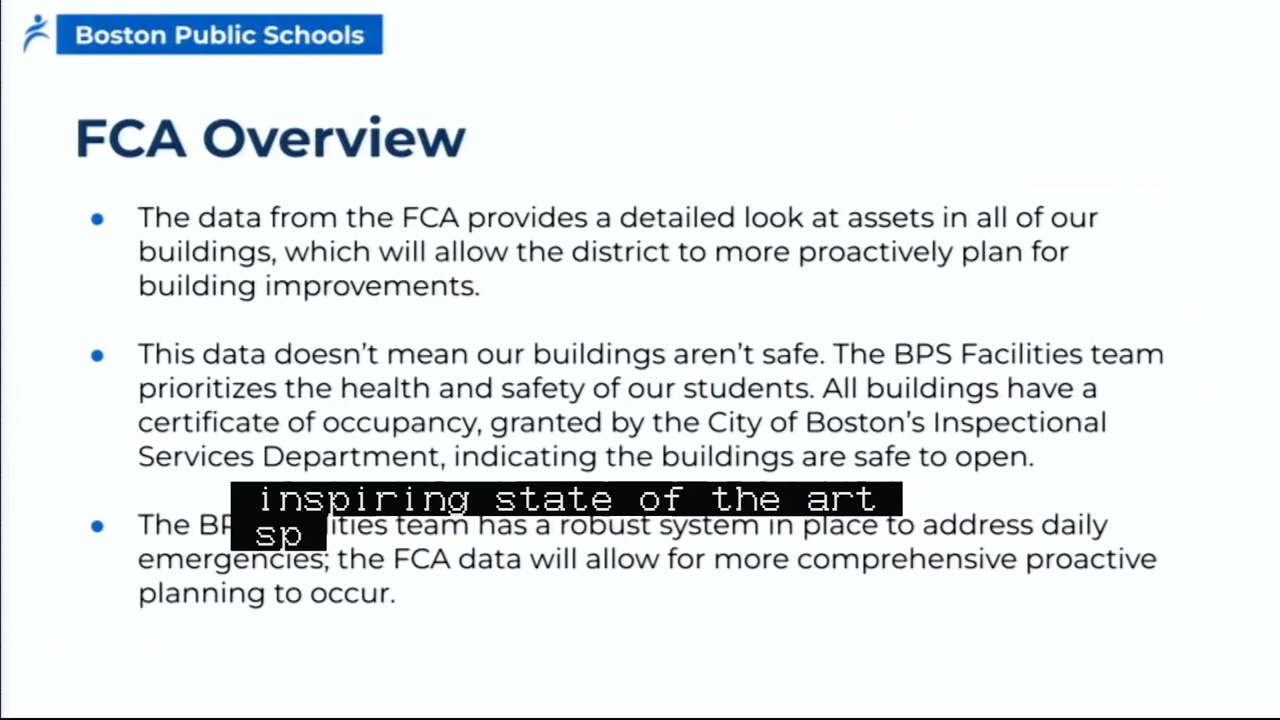 Boston Public Schools
FCA Overview
The data from the FCA provides a detailed look at assets in all of our
buildings, which will allow the district to more proactively plan for
building improvements.
This data doesn’t mean our buildings aren’t safe. The BPS Facilities team
prioritizes the health and safety of our students. All buildings have a
certificate of occupancy, granted by the City of Boston’s Inspectional
Services Department, indicating the buildings are safe to open.
inspiring state of the art
sp
The team has a robust system in place to address daily
emergencies; the FCA data will allow for more comprehensive proactive
planning to occur.